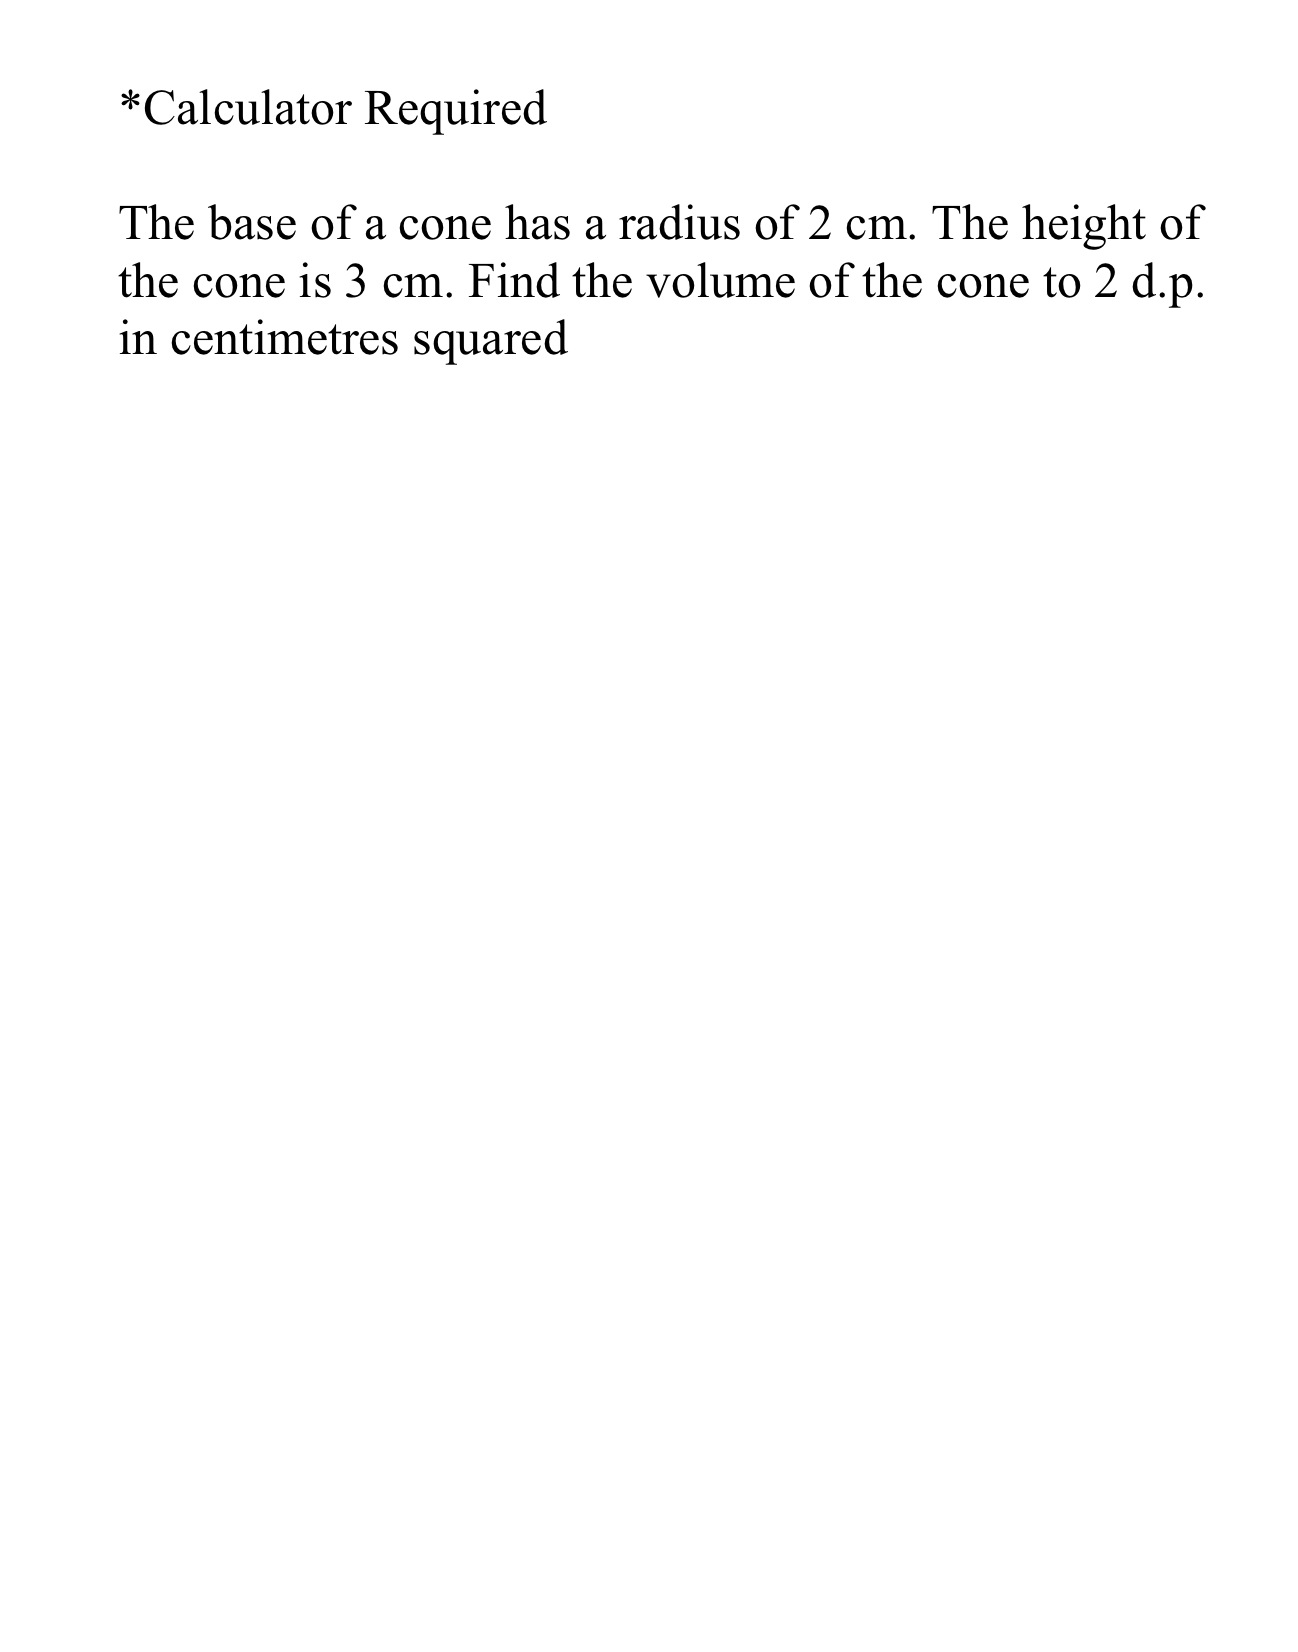 *Calculator Required
The base of a cone has a radius of 2 cm. The height of
the cone is 3 cm. Find the volume of the cone to 2 d.p.
in centimetres squared